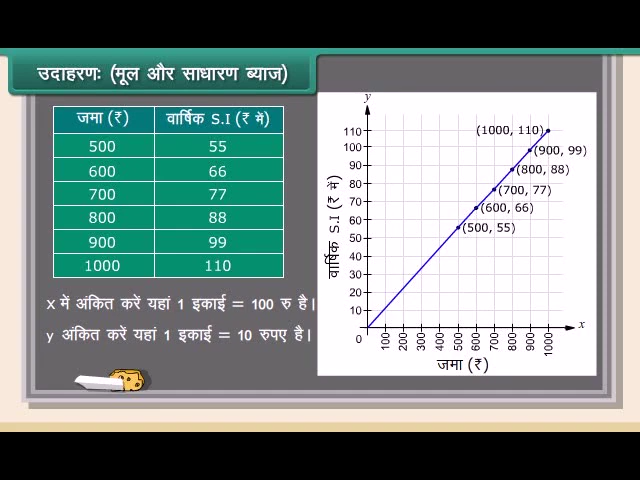 उदाहरणः (मूल और साधारण ब्याज)
जमा (₹) वार्षिक S.I (₹ में)
500 55
600 66
700 77
800 88
900 99
1000 110
x में अंकित करें यहां 1 इकाई = 100 रु है।
y अंकित करें यहां 1 इकाई = 10 रुपए है।
y
110
100
90
80
70
60
50
40
30
20
10
0
वार्षिक S.I (₹ में)
(1000, 110)
(900, 99)
(800, 88)
(700, 77)
(600, 66)
(500, 55)
x
100 200 300 400 500 600 700 800 900 1000
जमा (₹)